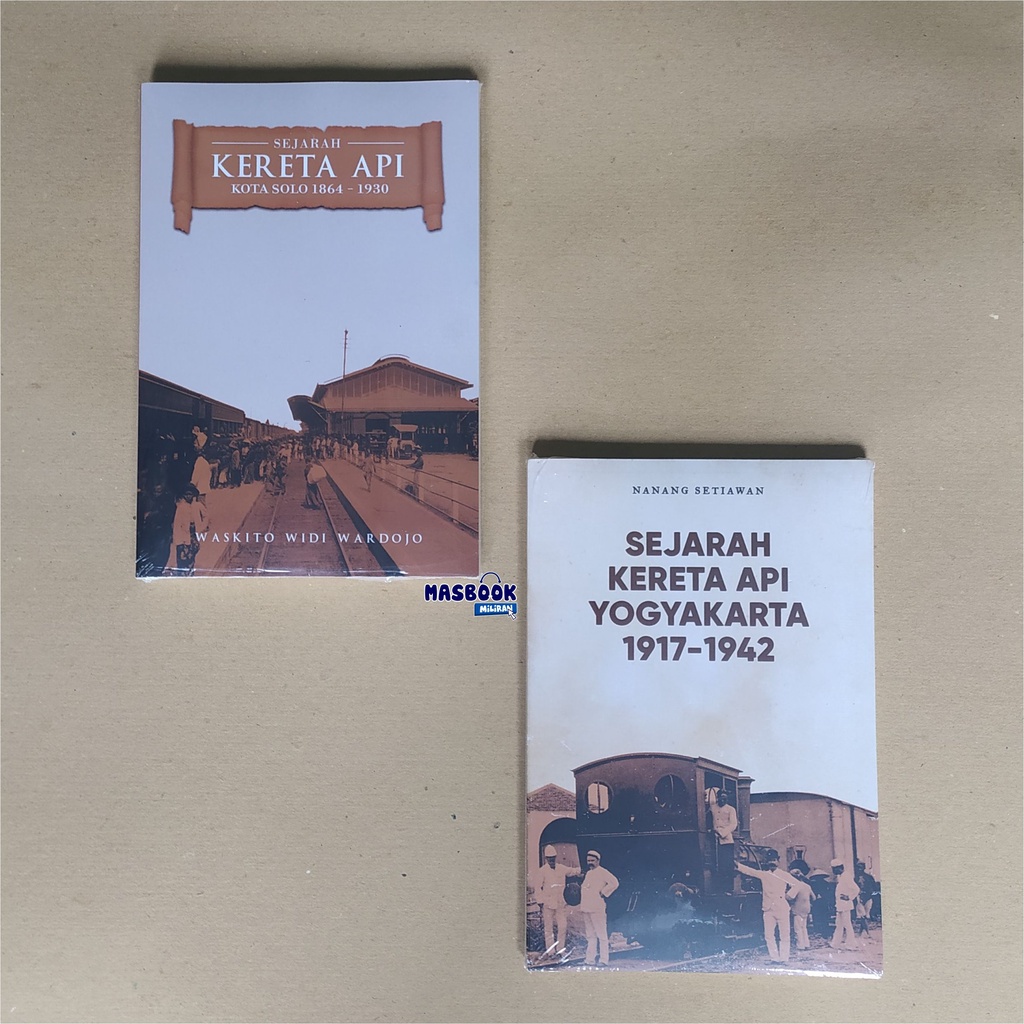 SEJARAH
KERETA API
KOTA SOLO 1864 - 1930
WASKITO WIDI WARDOJO
MASBOOK
MILIRAN
NANANG SETIAWAN
SEJARAH
KERETA API
YOGYAKARTA
1917-1942